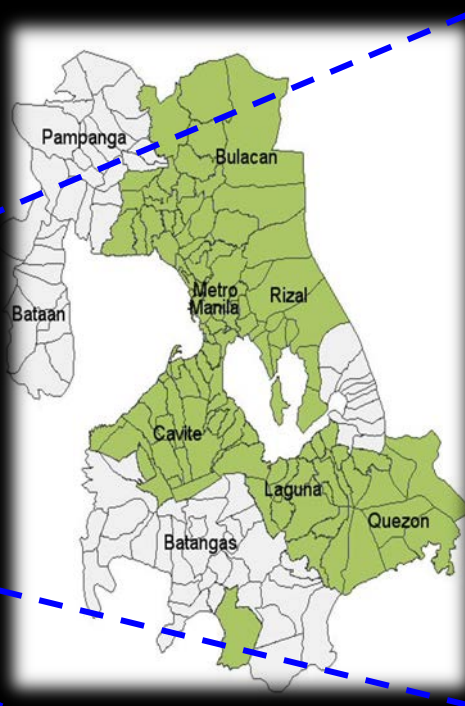 Pampanga
Bulacan
Metro
Manila
Rizal
Bataan
Cavite
Laguna
Quezon
Batangas